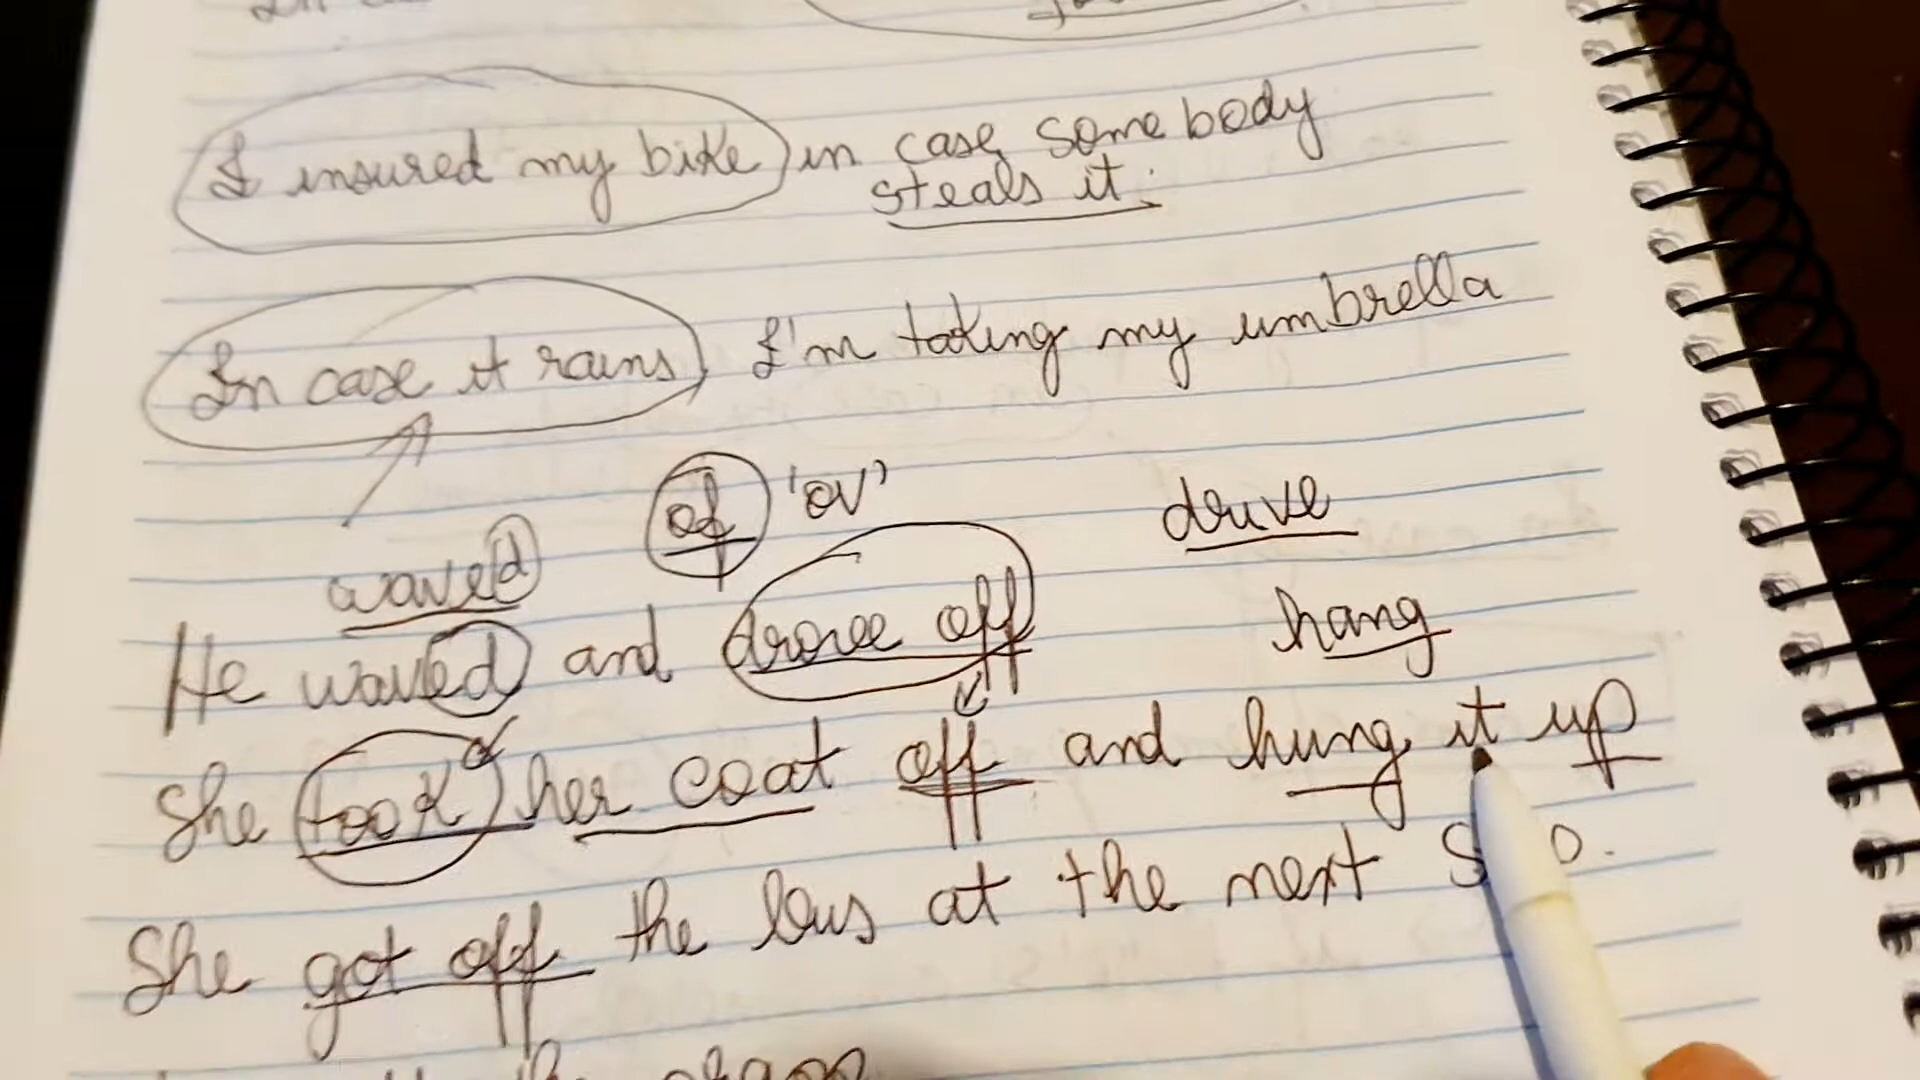 I insured my bike in case somebody
steals it.
In case it rains I'm taking my umbrella
of 'ov' drive
waved hang
He waved and drove off
She took her coat off and hung it up
She got off the bus at the next